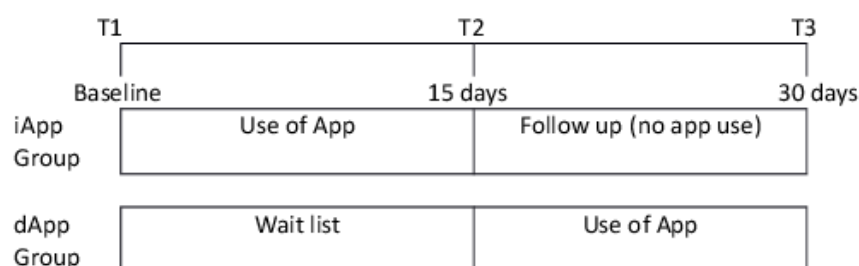 T1 T2 T3
Baseline 15 days 30 days
iApp Use of App Follow up (no app use)
Group
dApp Wait list Use of App
Group